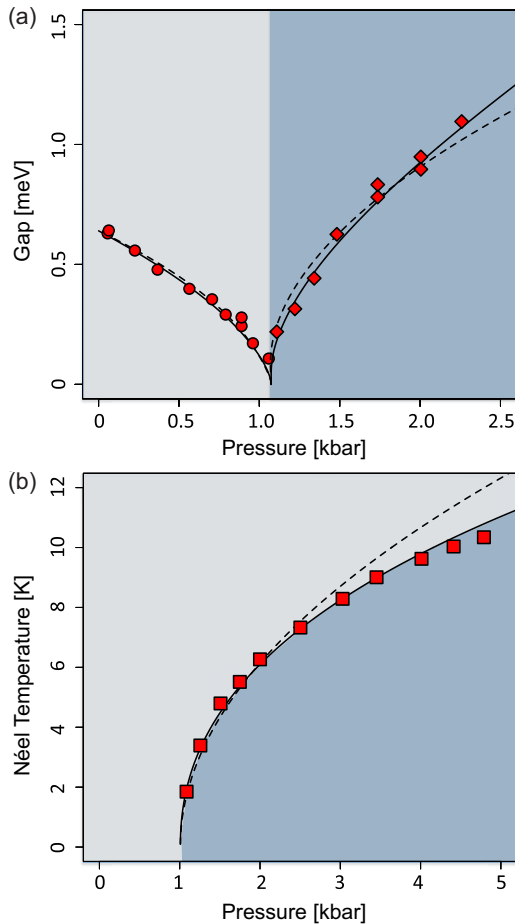 (a)
1.5
1.0
0.5
0
Gap [meV]
0 0.5 1.0 1.5 2.0 2.5
Pressure [kbar]
(b)
12
10
8
6
4
2
0
Néel Temperature [K]
0 1 2 3 4 5
Pressure [kbar]